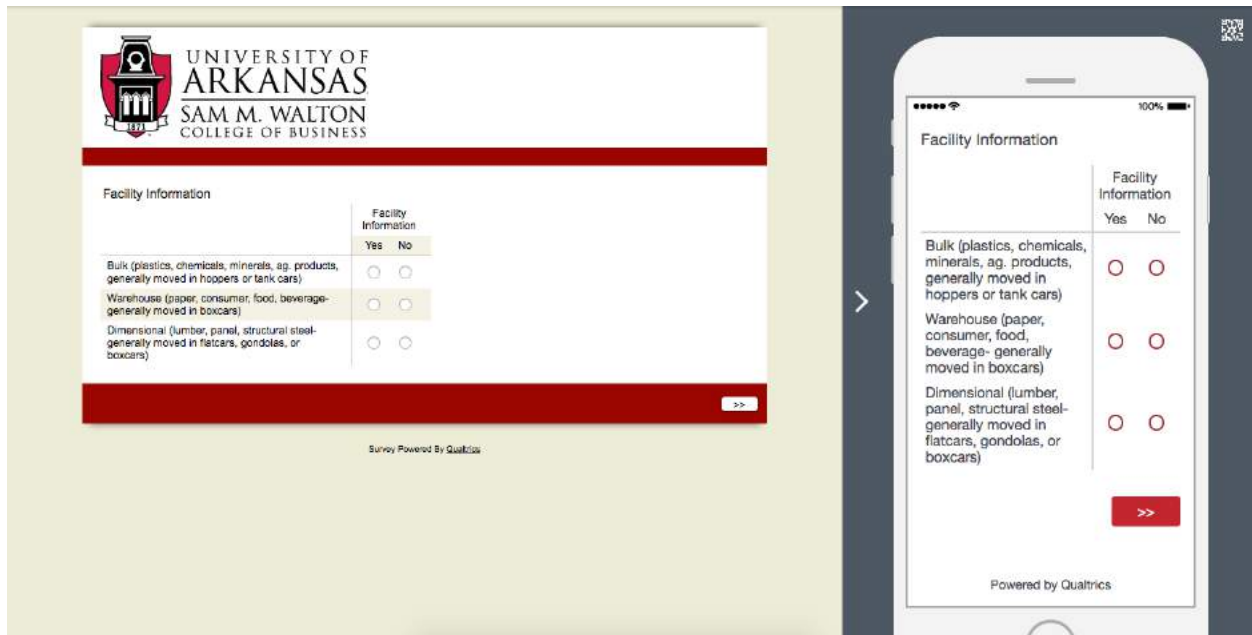 UNIVERSITY OF
ARKANSAS
SAM M. WALTON
COLLEGE OF BUSINESS
1871
Facility Information
Facility
Information
Yes No
Bulk (plastics, chemicals, minerals, ag. products,
generally moved in hoppers or tank cars)
Warehouse (paper, consumer, food, beverage-
generally moved in boxcars)
Dimensional (lumber, panel, structural steel-
generally moved in flatcars, gondolas, or
boxcars)
>>
Survey Powered By Qualtrics
100%
Facility Information
Facility
Information
Yes No
Bulk (plastics, chemicals,
minerals, ag. products,
generally moved in
hoppers or tank cars)
Warehouse (paper,
consumer, food,
beverage- generally
moved in boxcars)
Dimensional (lumber,
panel, structural steel-
generally moved in
flatcars, gondolas, or
boxcars)
>>
Powered by Qualtrics